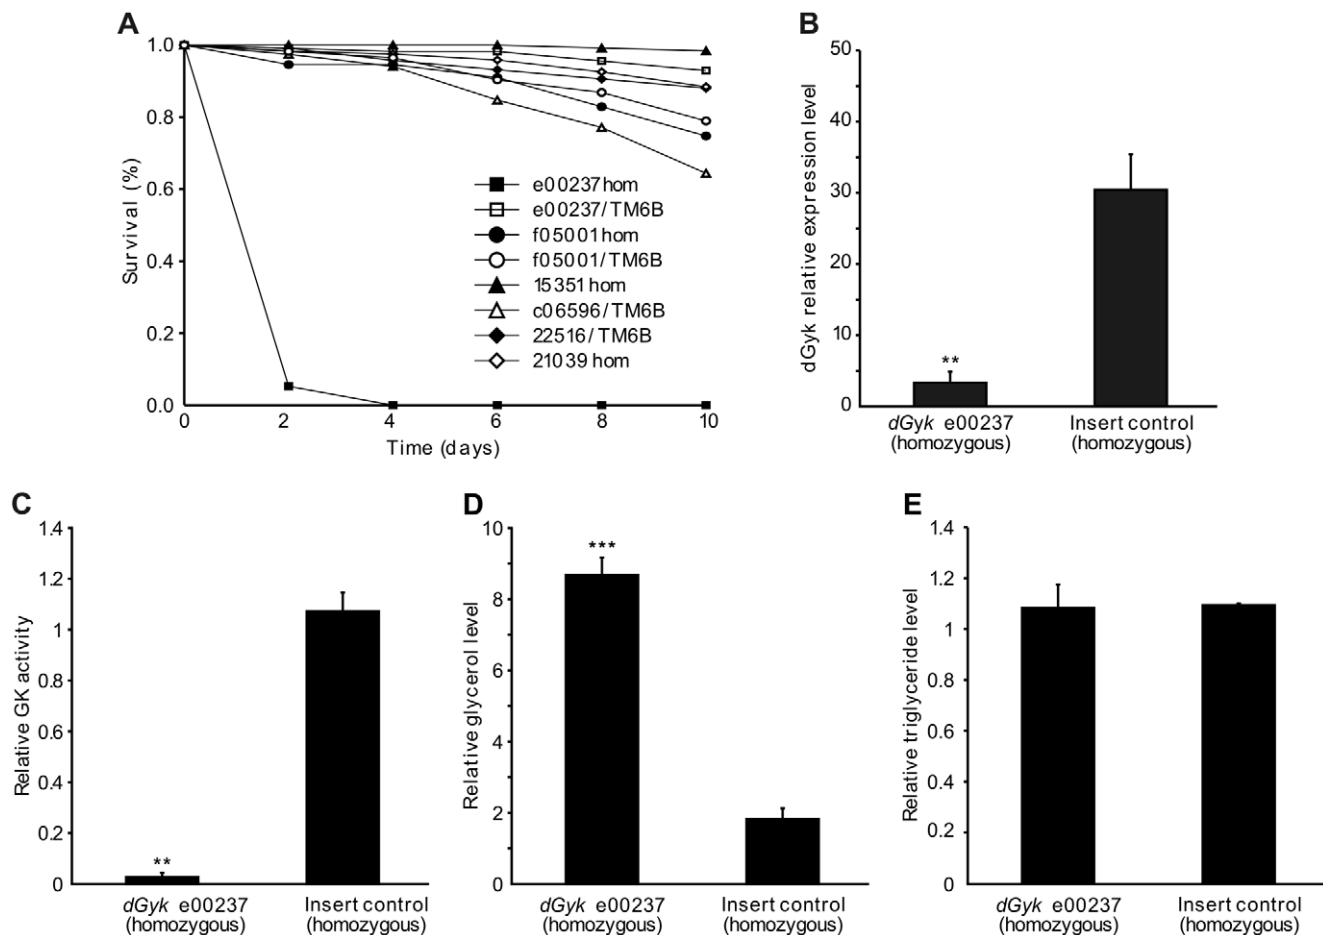 A
1.0
0.8
0.6
0.4
0.2
0.0
Survival (%)
0
2
4
6
8
10
Time (days)
e00237 hom
e00237/TM6B
f05001 hom
f05001/TM6B
15351 hom
c06596/TM6B
22516/TM6B
21039 hom
B
50
40
30
20
10
0
dGyk relative expression level
**
dGyk e00237
(homozygous)
Insert control
(homozygous)
C
1.4
1.2
1
0.8
0.6
0.4
0.2
0
Relative GK activity
**
dGyk e00237
(homozygous)
Insert control
(homozygous)
D
10
8
6
4
2
0
Relative glycerol level
***
dGyk e00237
(homozygous)
Insert control
(homozygous)
E
1.4
1.2
1
0.8
0.6
0.4
0.2
0
Relative triglyceride level
dGyk e00237
(homozygous)
Insert control
(homozygous)